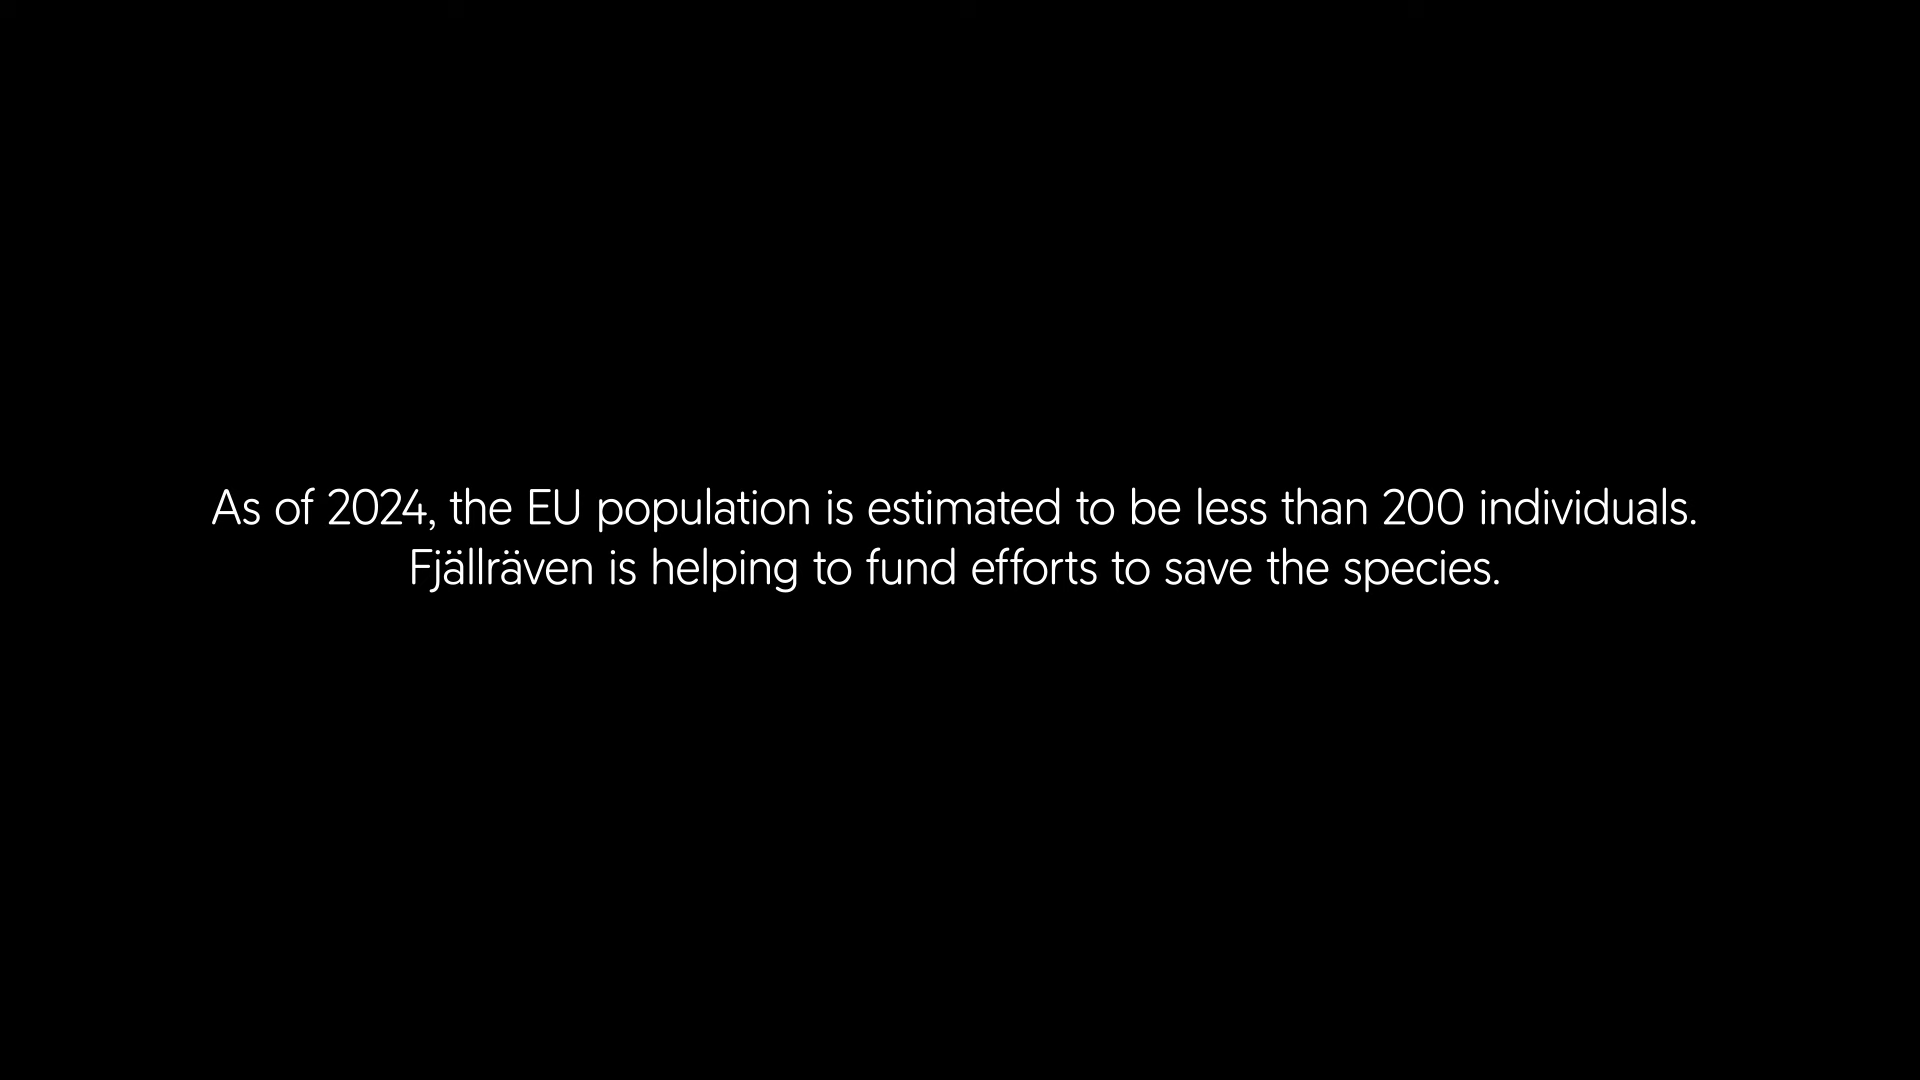 As of 2024, the EU population is estimated to be less than 200 individuals.
Fjällräven is helping to fund efforts to save the species.